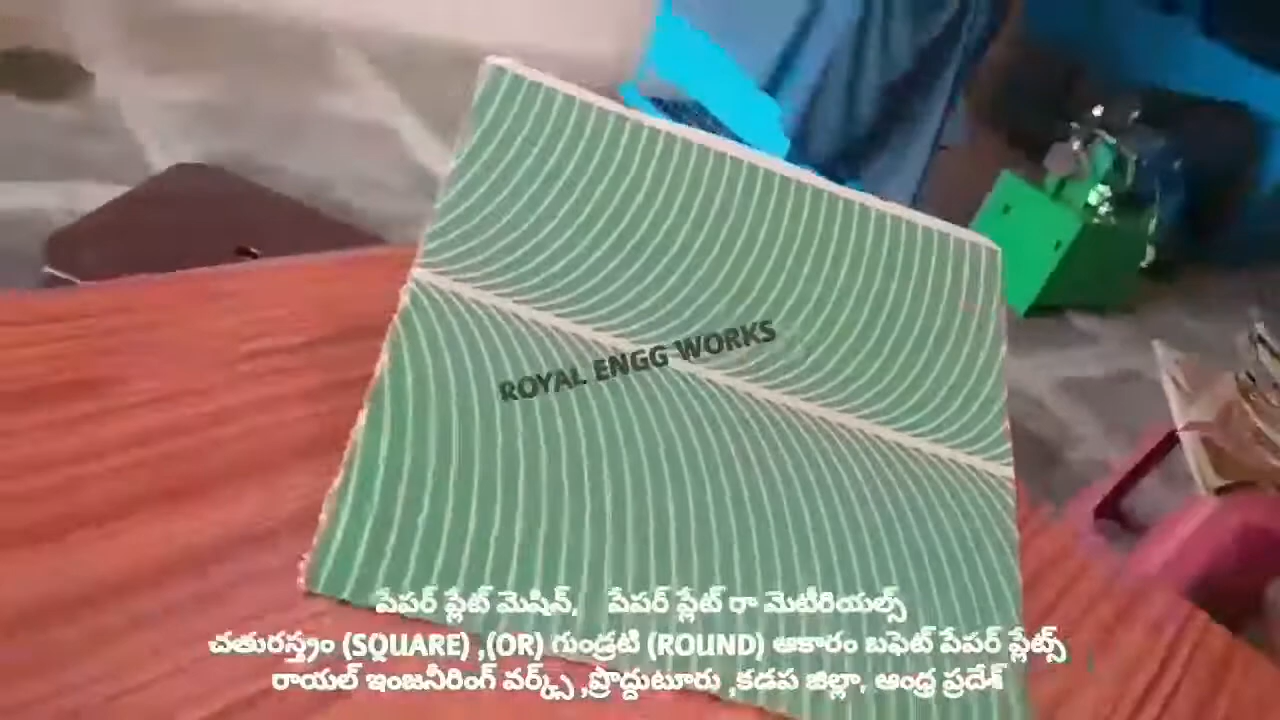 ROYAL ENGG WORKS
పేపర్ ప్లేట్ మెషిన్, పేపర్ ప్లేట్ రా మెటీరియల్స్
చతురస్త్రం (SQUARE) ,(OR) గుండ్రటి (ROUND) ఆకారం బఫెట్ పేపర్ ప్లేట్స్
రాయల్ ఇంజనీరింగ్ వర్క్స్ ,ప్రొద్దుటూరు ,కడప జిల్లా, ఆంధ్ర ప్రదేశ్